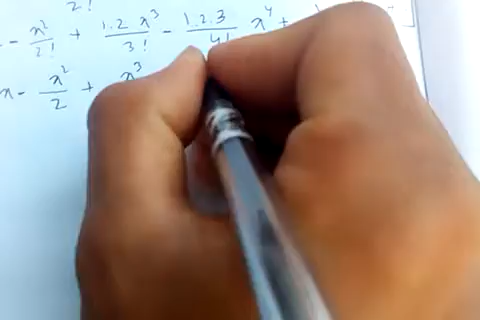 2!
- x²/2! + 1.2 x³/3! - 1.2.3/4! x⁴ +
x - x²/2 + x³